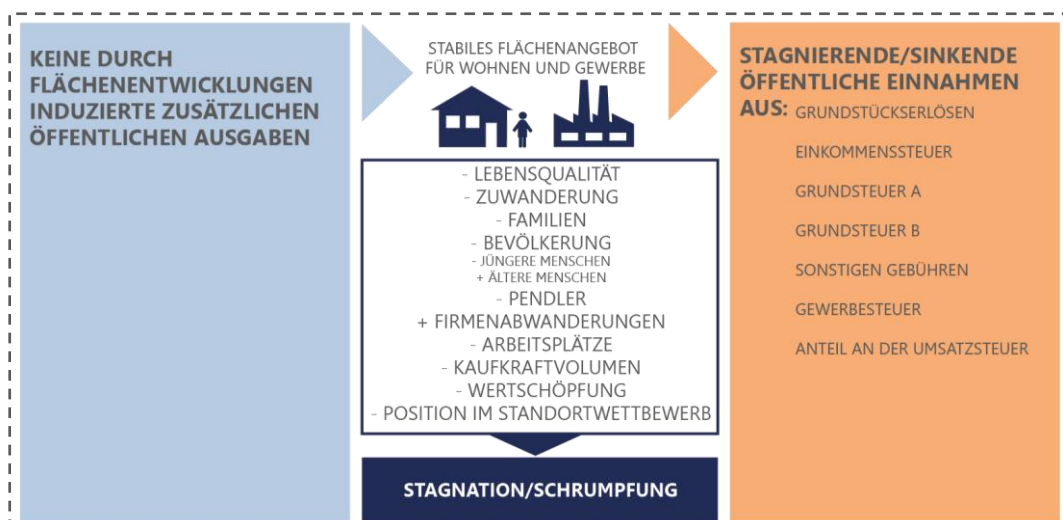 KEINE DURCH
FLÄCHENENTWICKLUNGEN
INDUZIERTE ZUSÄTZLICHEN
ÖFFENTLICHEN AUSGABEN
STABILES FLÄCHENANGEBOT
FÜR WOHNEN UND GEWERBE
- LEBENSQUALITÄT
- ZUWANDERUNG
- FAMILIEN
- BEVÖLKERUNG
- JÜNGERE MENSCHEN
+ ÄLTERE MENSCHEN
- PENDLER
+ FIRMENABWANDERUNGEN
- ARBEITSPLÄTZE
- KAUFKRAFTVOLUMEN
- WERTSCHÖPFUNG
- POSITION IM STANDORTWETTBEWERB
STAGNATION/SCHRUMPFUNG
STAGNIERENDE/SINKENDE
ÖFFENTLICHE EINNAHMEN
AUS: GRUNDSTÜCKSERLÖSEN
EINKOMMENSSTEUER
GRUNDSTEUER A
GRUNDSTEUER B
SONSTIGEN GEBÜHREN
GEWERBESTEUER
ANTEIL AN DER UMSATZSTEUER